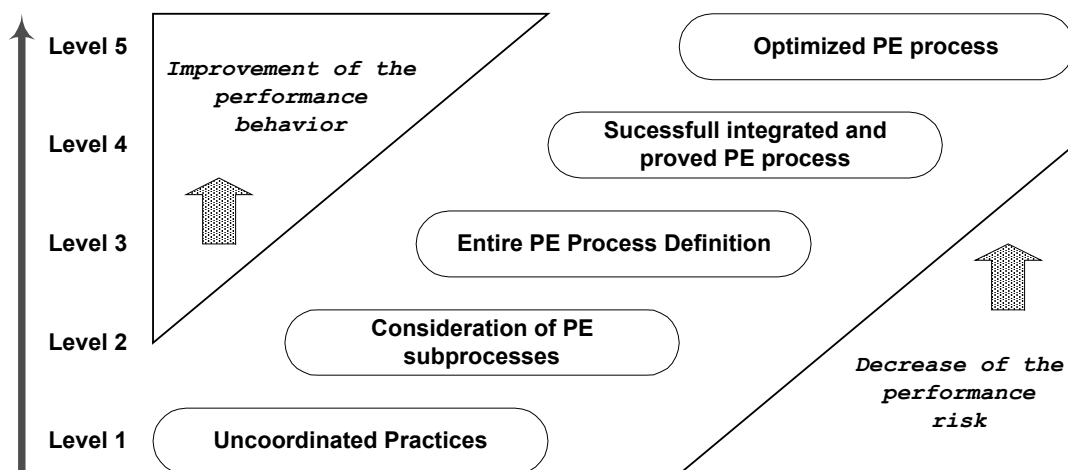 Level 5
Optimized PE process
Improvement of the
performance
behavior
Level 4
Sucessfull integrated and
proved PE process
Level 3
Entire PE Process Definition
Level 2
Consideration of PE
subprocesses
Decrease of the
performance
risk
Level 1
Uncoordinated Practices